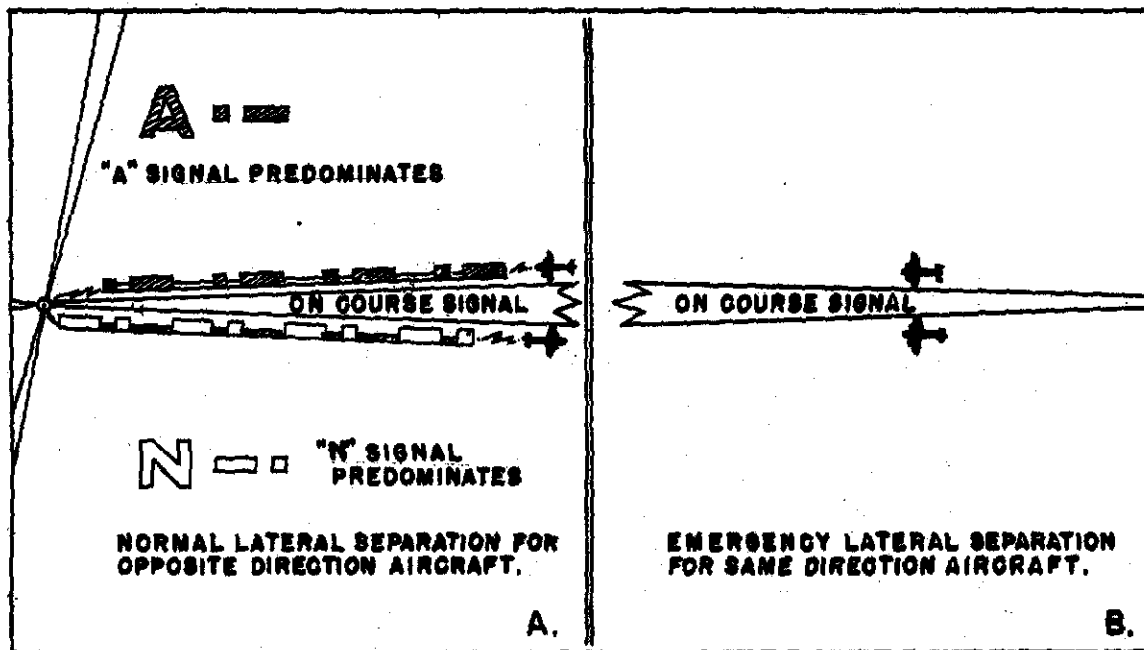 A
"A" SIGNAL PREDOMINATES
ON COURSE SIGNAL
N
"N" SIGNAL
PREDOMINATES
NORMAL LATERAL SEPARATION FOR
OPPOSITE DIRECTION AIRCRAFT.
A.
ON COURSE SIGNAL
EMERGENCY LATERAL SEPARATION
FOR SAME DIRECTION AIRCRAFT.
B.